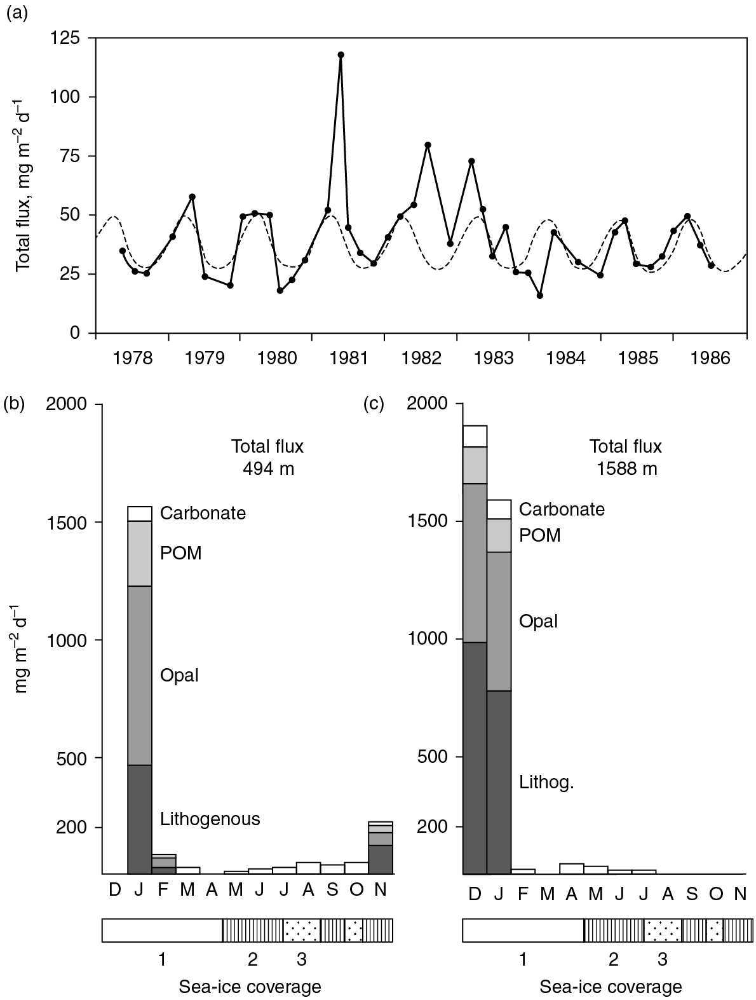 (a)
125
100
75
50
25
0
Total flux, mg m⁻² d⁻¹
1978 1979 1980 1981 1982 1983 1984 1985 1986
(b)
2000
1500
1000
500
200
mg m⁻² d⁻¹
Total flux
494 m
Carbonate
POM
Opal
Lithogenous
D J F M A M J J A S O N
1 2 3
Sea-ice coverage
(c)
2000
1500
1000
500
200
Total flux
1588 m
Carbonate
POM
Opal
Lithog.
D J F M A M J J A S O N
1 2 3
Sea-ice coverage